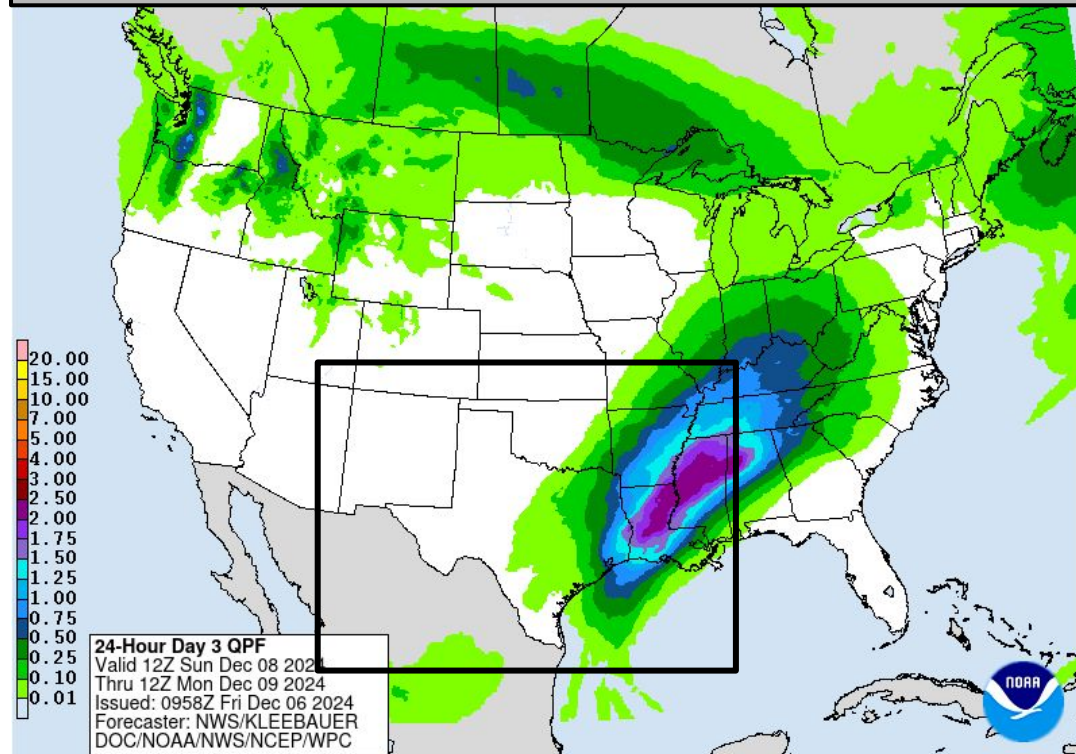 20.00
15.00
10.00
7.00
5.00
4.00
3.00
2.50
2.00
1.75
1.50
1.25
1.00
0.75
0.50
0.25
0.10
0.01
24-Hour Day 3 QPF
Valid 12Z Sun Dec 08 2024
Thru 12Z Mon Dec 09 2024
Issued: 0958Z Fri Dec 06 2024
Forecaster: NWS/KLEEBAUER
DOC/NOAA/NWS/NCEP/WPC
NOAA